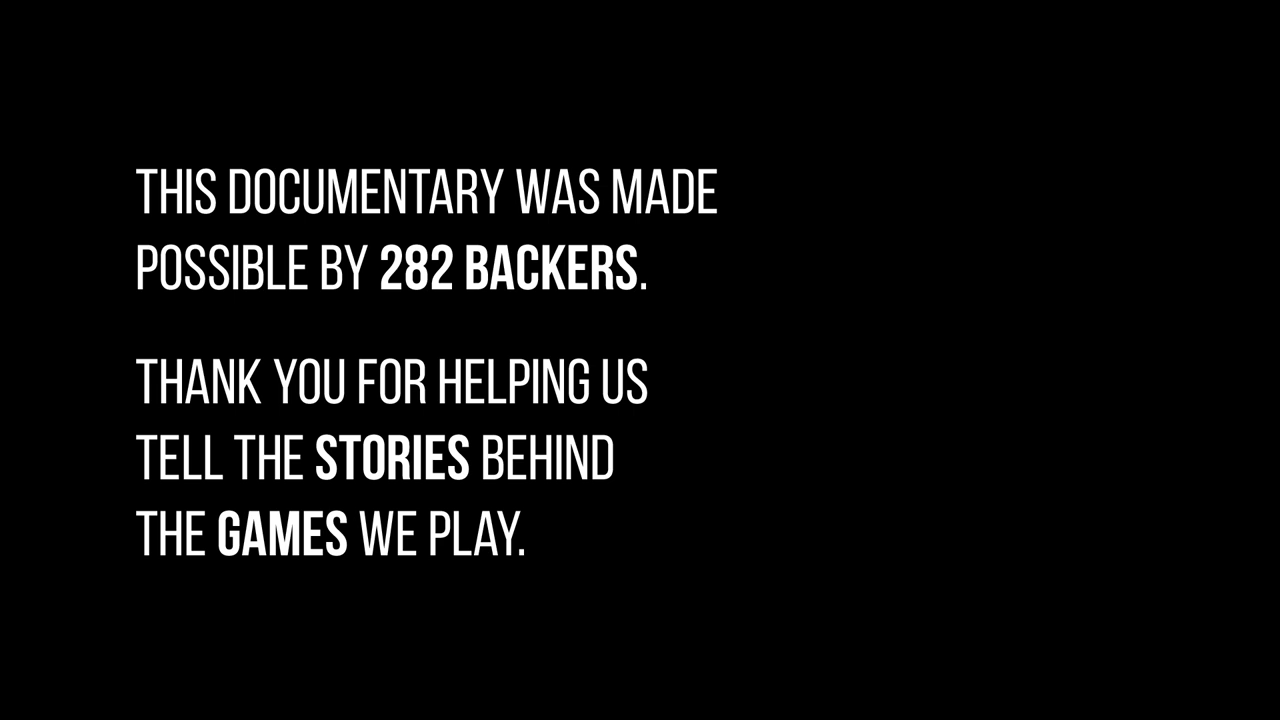 THIS DOCUMENTARY WAS MADE
POSSIBLE BY 282 BACKERS.
THANK YOU FOR HELPING US
TELL THE STORIES BEHIND
THE GAMES WE PLAY.